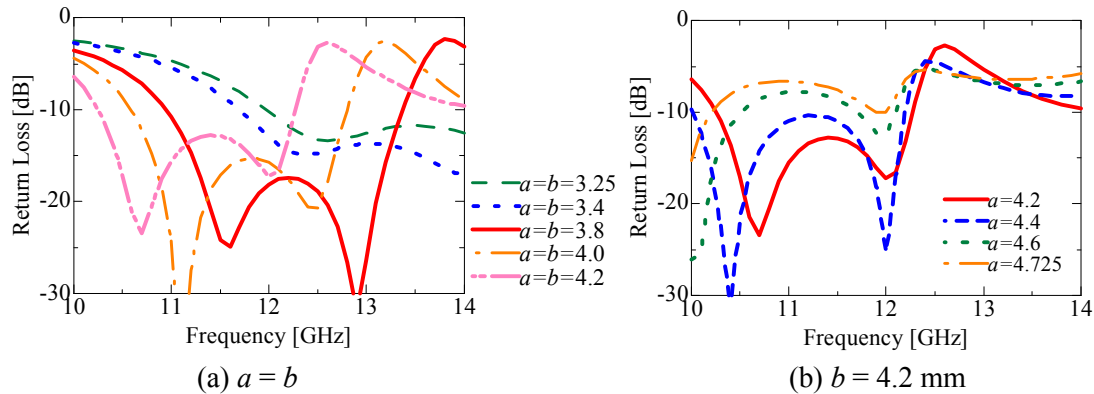 0
-10
-20
-30
Return Loss [dB]
10 11 12 13 14
Frequency [GHz]
a=b=3.25
a=b=3.4
a=b=3.8
a=b=4.0
a=b=4.2
(a) a = b
0
-10
-20
-30
Return Loss [dB]
10 11 12 13 14
Frequency [GHz]
a=4.2
a=4.4
a=4.6
a=4.725
(b) b = 4.2 mm